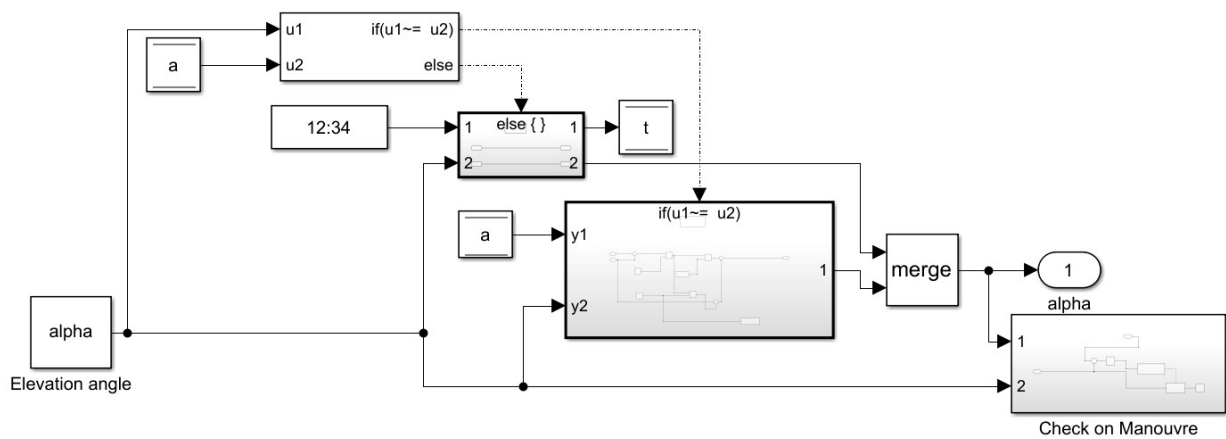 u1
if(u1~= u2)
a
u2
else
12:34
1
else { }
1
t
2
2
if(u1~= u2)
a
y1
1
merge
1
alpha
y2
alpha
1
Elevation angle
2
Check on Manouvre